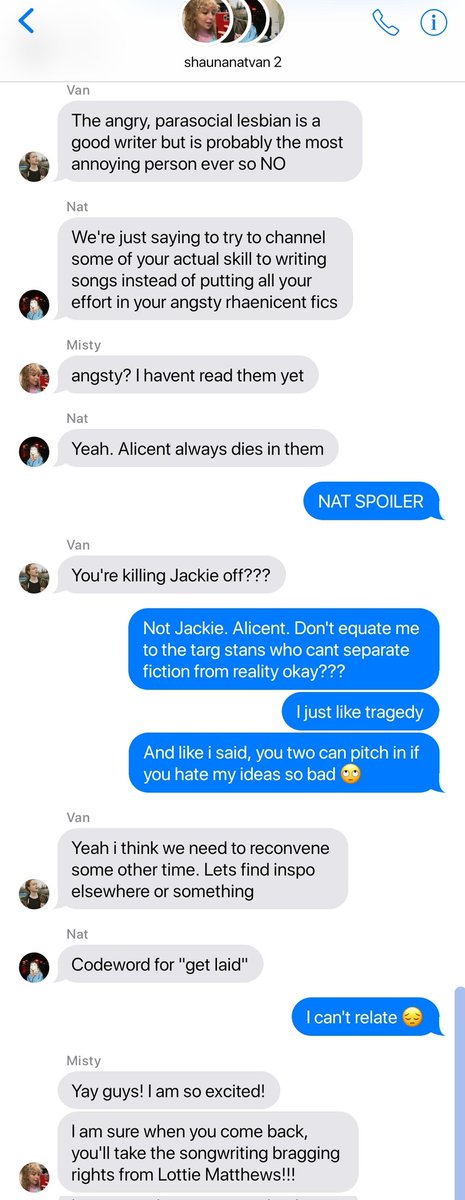 shaunanatvan 2
Van
The angry, parasocial lesbian is a
good writer but is probably the most
annoying person ever so NO
Nat
We're just saying to try to channel
some of your actual skill to writing
songs instead of putting all your
effort in your angsty rhaenicent fics
Misty
angsty? I havent read them yet
Nat
Yeah. Alicent always dies in them
NAT SPOILER
Van
You're killing Jackie off???
Not Jackie. Alicent. Don't equate me
to the targ stans who cant separate
fiction from reality okay???
I just like tragedy
And like i said, you two can pitch in if
you hate my ideas so bad 🙄
Van
Yeah i think we need to reconvene
some other time. Lets find inspo
elsewhere or something
Nat
Codeword for "get laid"
I can't relate 😔
Misty
Yay guys! I am so excited!
I am sure when you come back,
you'll take the songwriting bragging
rights from Lottie Matthews!!!